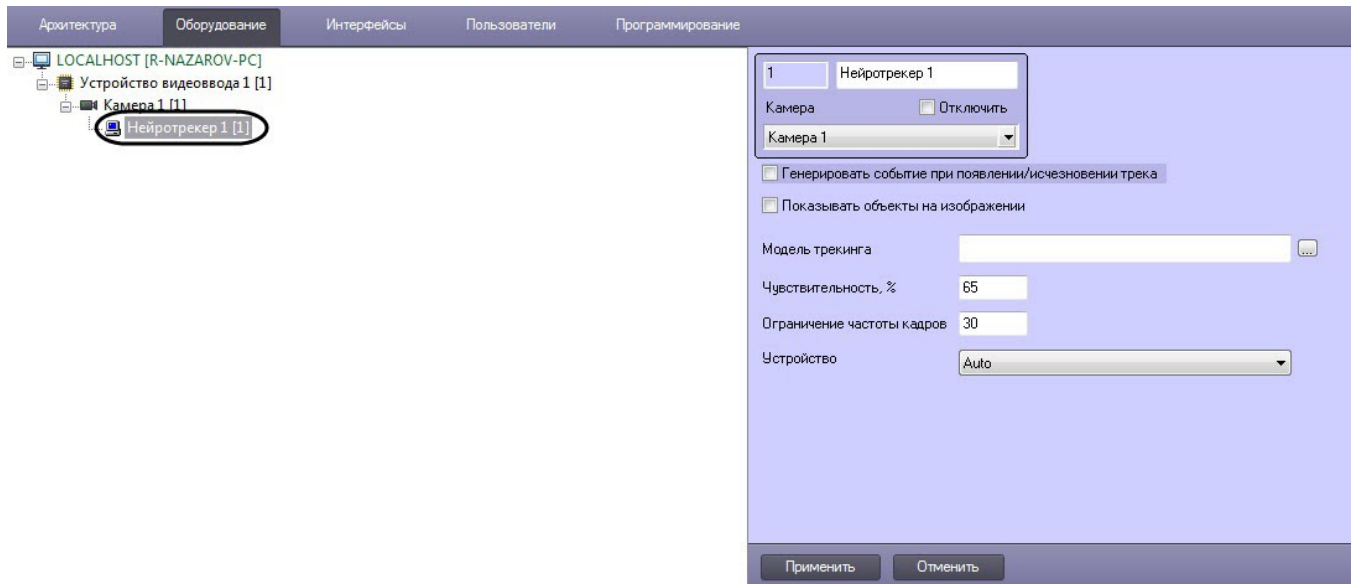 Архитектура Оборудование Интерфейсы Пользователи Программирование
LOCALHOST [R-NAZAROV-PC]
Устройство видеоввода 1 [1]
Камера 1 [1]
Нейротрекер 1 [1]
1 Нейротрекер 1
Камера Отключить
Камера 1
Генерировать событие при появлении/исчезновении трека
Показывать объекты на изображении
Модель трекинга ...
Чувствительность, % 65
Ограничение частоты кадров 30
Устройство Auto
Применить Отменить